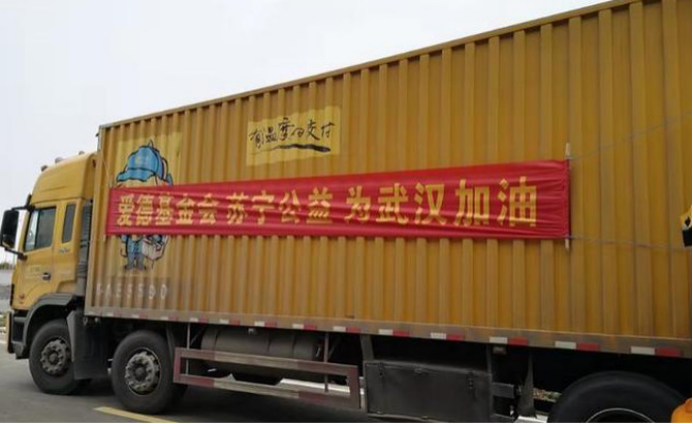 有温度的交付
爱德基金会 苏宁公益 为武汉加油